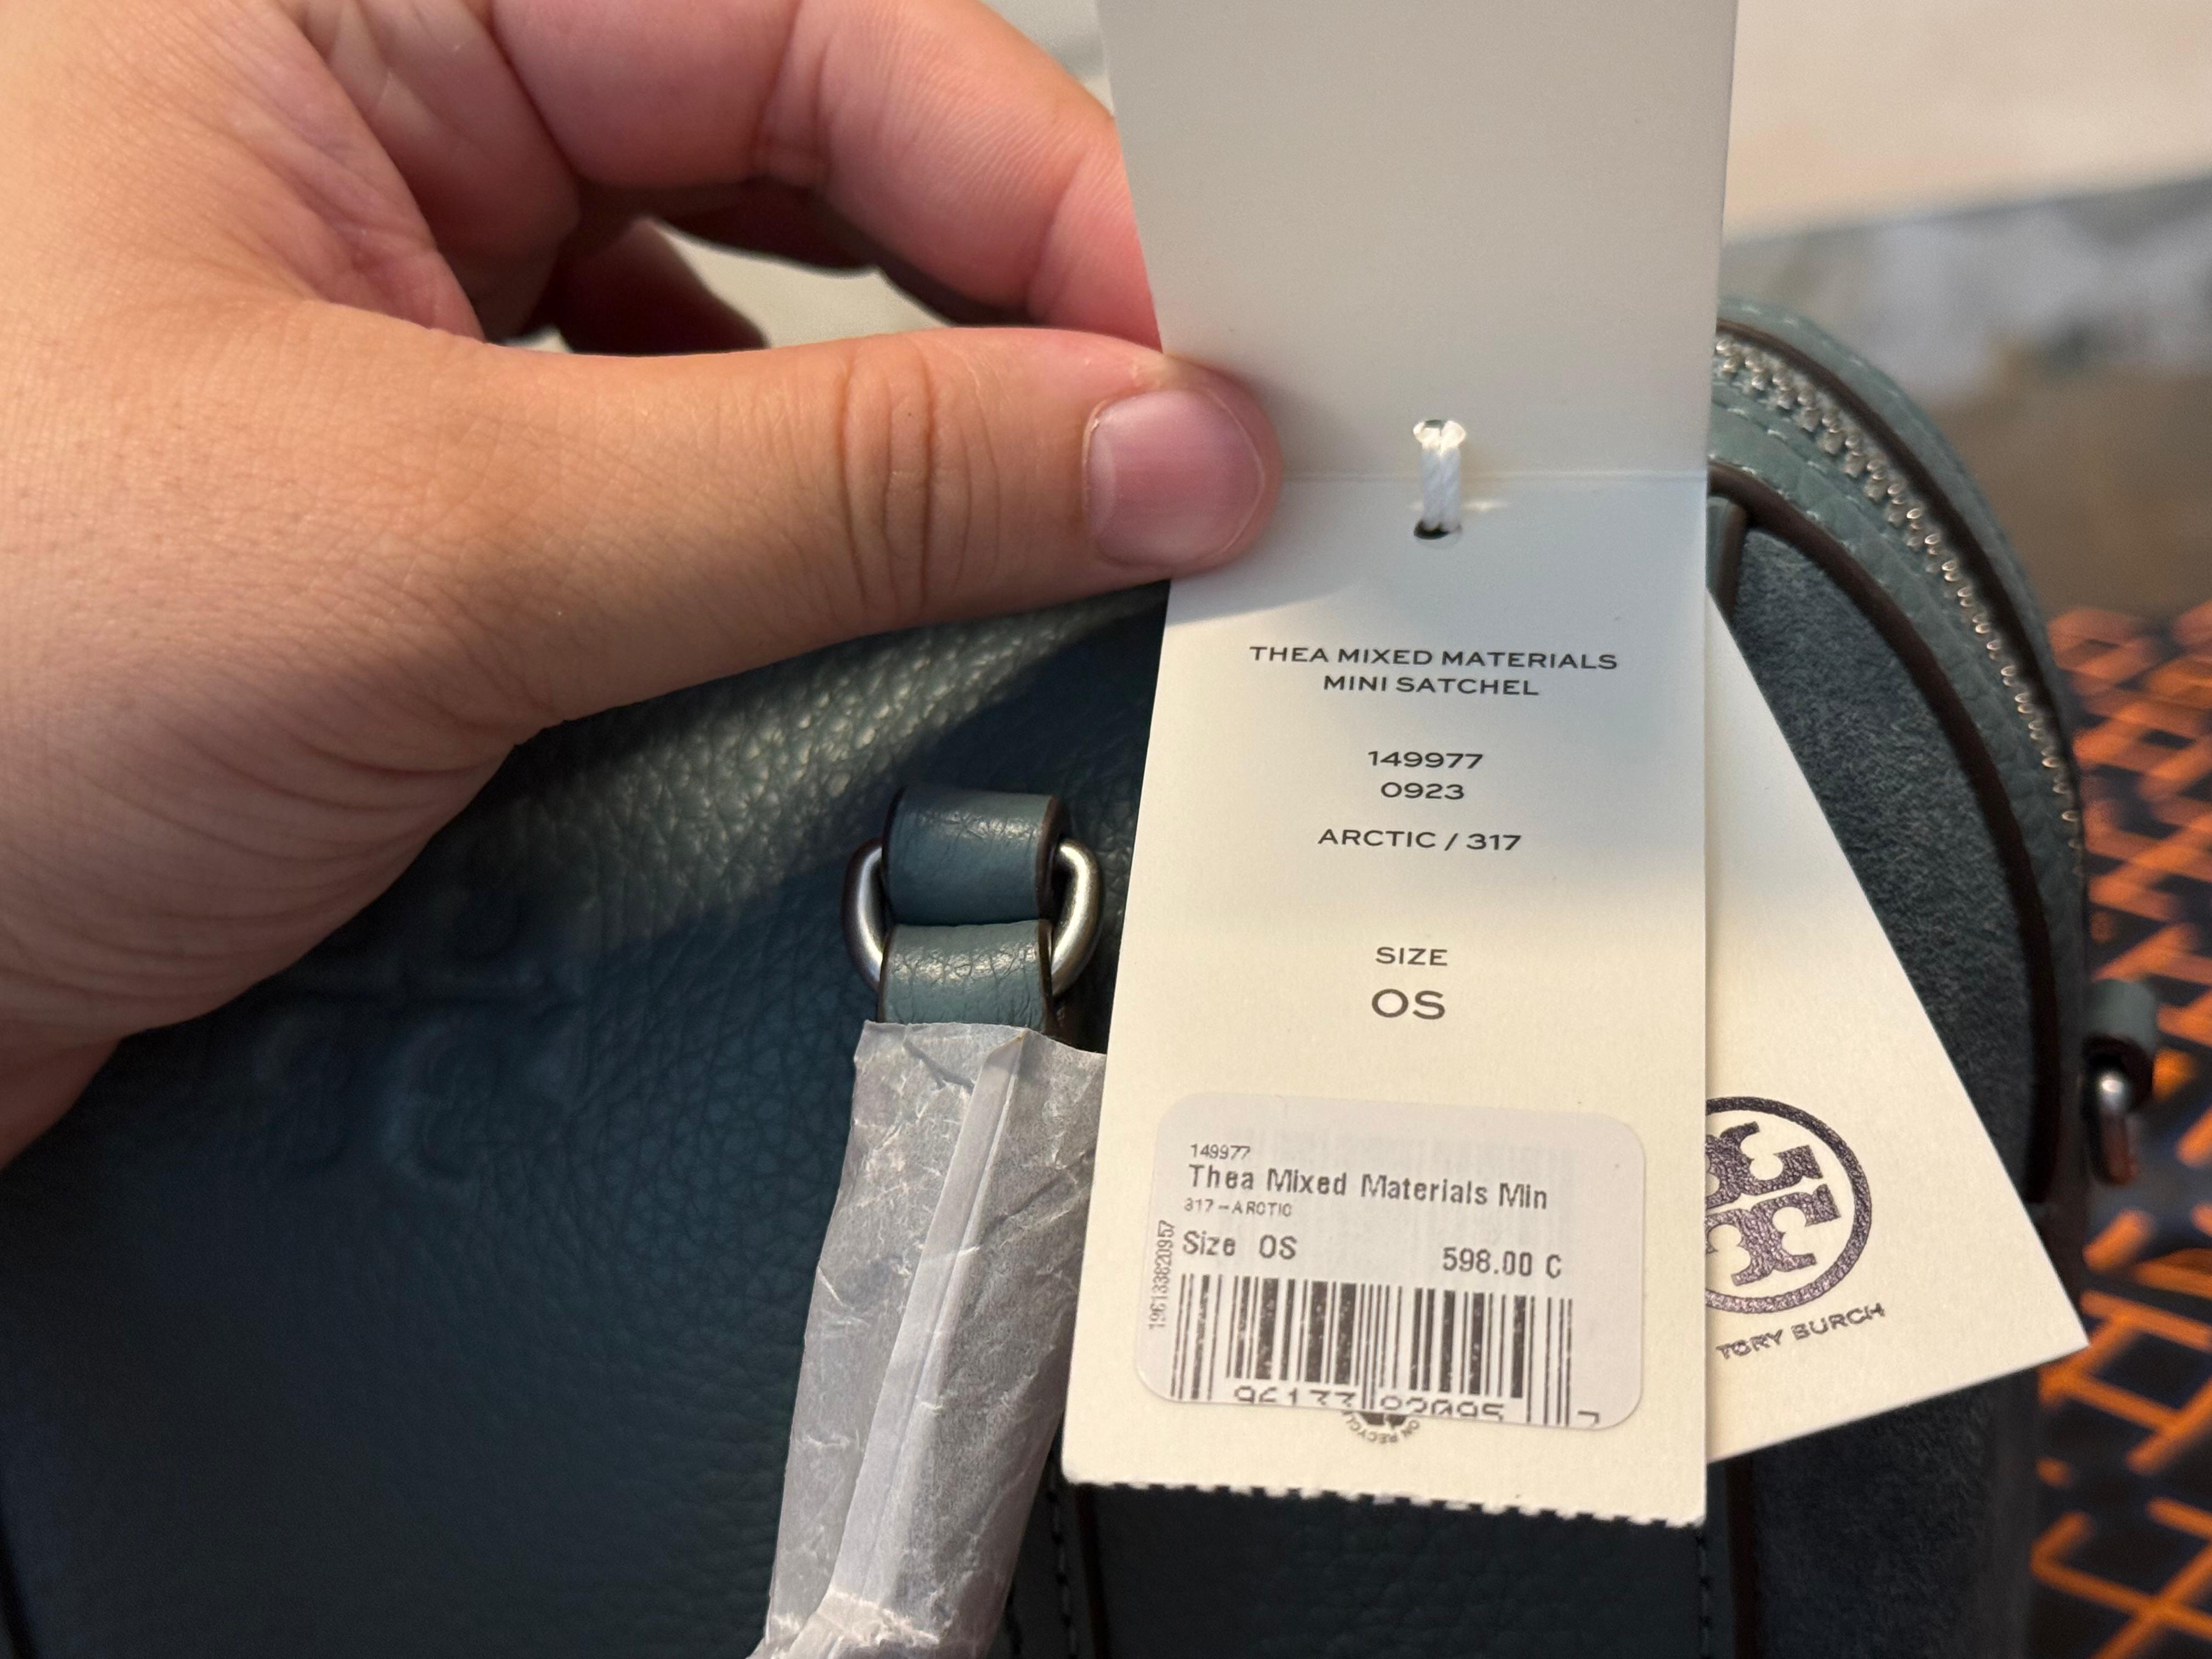 THEA MIXED MATERIALS
MINI SATCHEL
149977
0923
ARCTIC / 317
SIZE
OS
149977
Thea Mixed Materials Min
317-ARCTIC
Size OS
598.00 C
196133820957
TORY BURCH